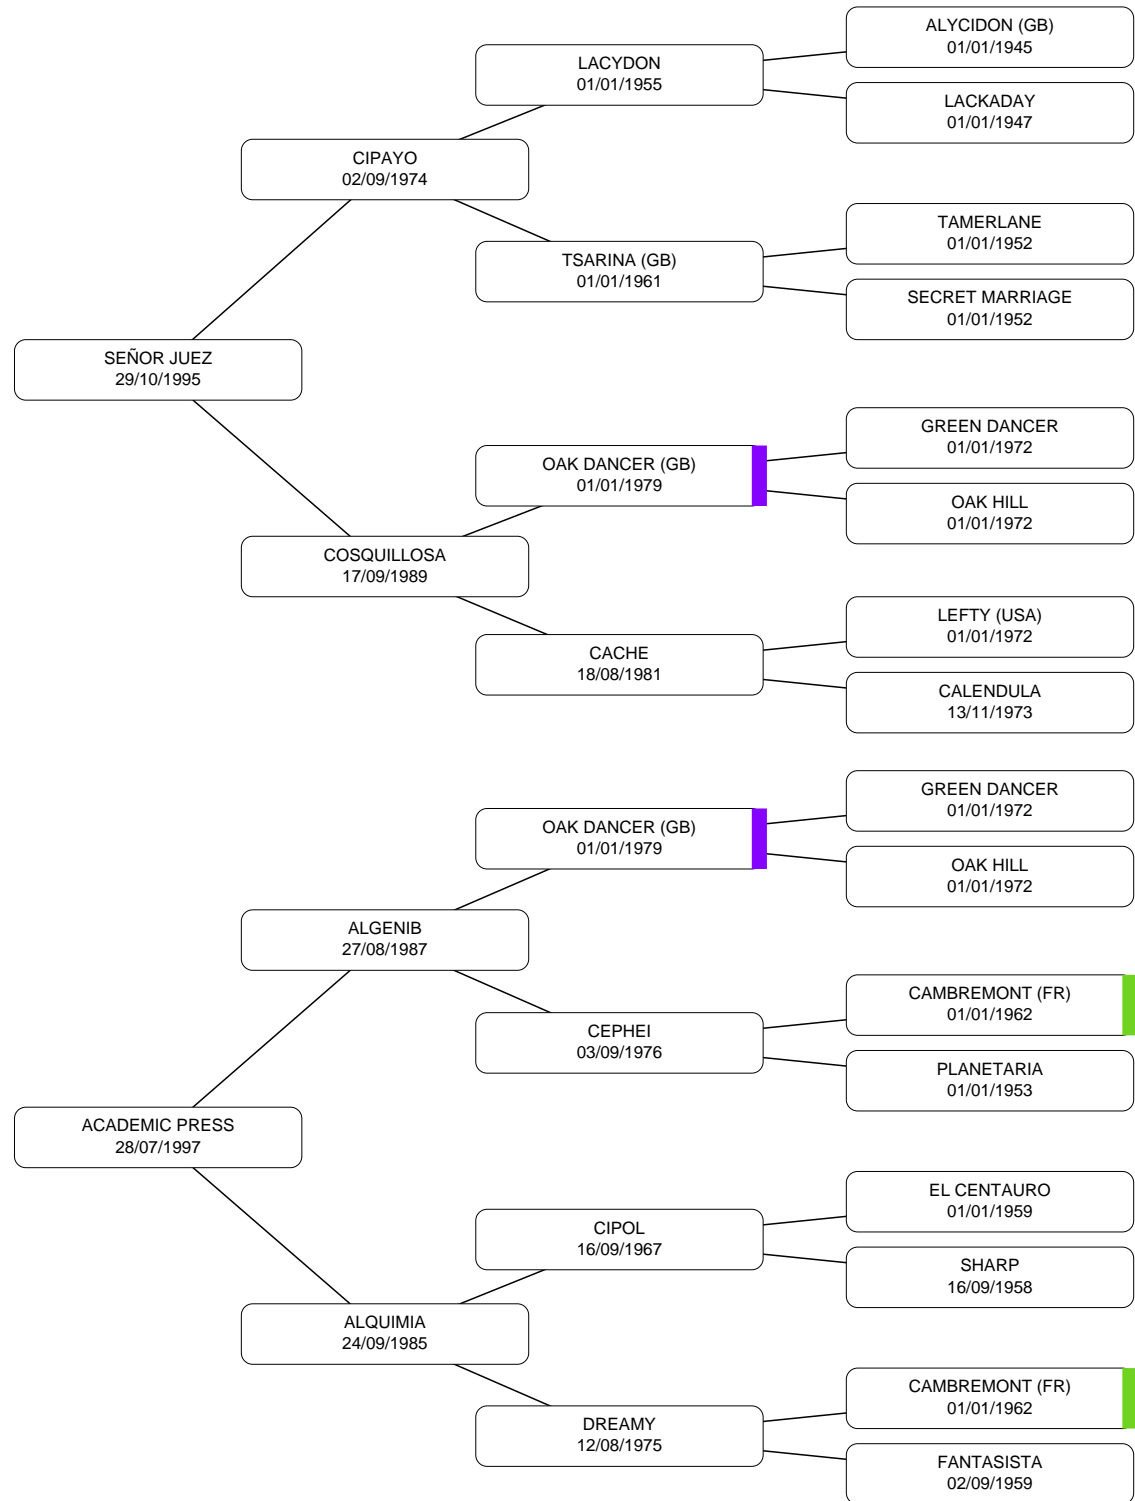 ALYCIDON (GB)
01/01/1945
LACYDON
01/01/1955
LACKADAY
01/01/1947
CIPAYO
02/09/1974
TAMERLANE
01/01/1952
TSARINA (GB)
01/01/1961
SECRET MARRIAGE
01/01/1952
SEÑOR JUEZ
29/10/1995
GREEN DANCER
01/01/1972
OAK DANCER (GB)
01/01/1979
OAK HILL
01/01/1972
COSQUILLOSA
17/09/1989
LEFTY (USA)
01/01/1972
CACHE
18/08/1981
CALENDULA
13/11/1973
GREEN DANCER
01/01/1972
OAK DANCER (GB)
01/01/1979
OAK HILL
01/01/1972
ALGENIB
27/08/1987
CAMBREMONT (FR)
01/01/1962
CEPHEI
03/09/1976
PLANETARIA
01/01/1953
ACADEMIC PRESS
28/07/1997
EL CENTAURO
01/01/1959
CIPOL
16/09/1967
SHARP
16/09/1958
ALQUIMIA
24/09/1985
CAMBREMONT (FR)
01/01/1962
DREAMY
12/08/1975
FANTASISTA
02/09/1959